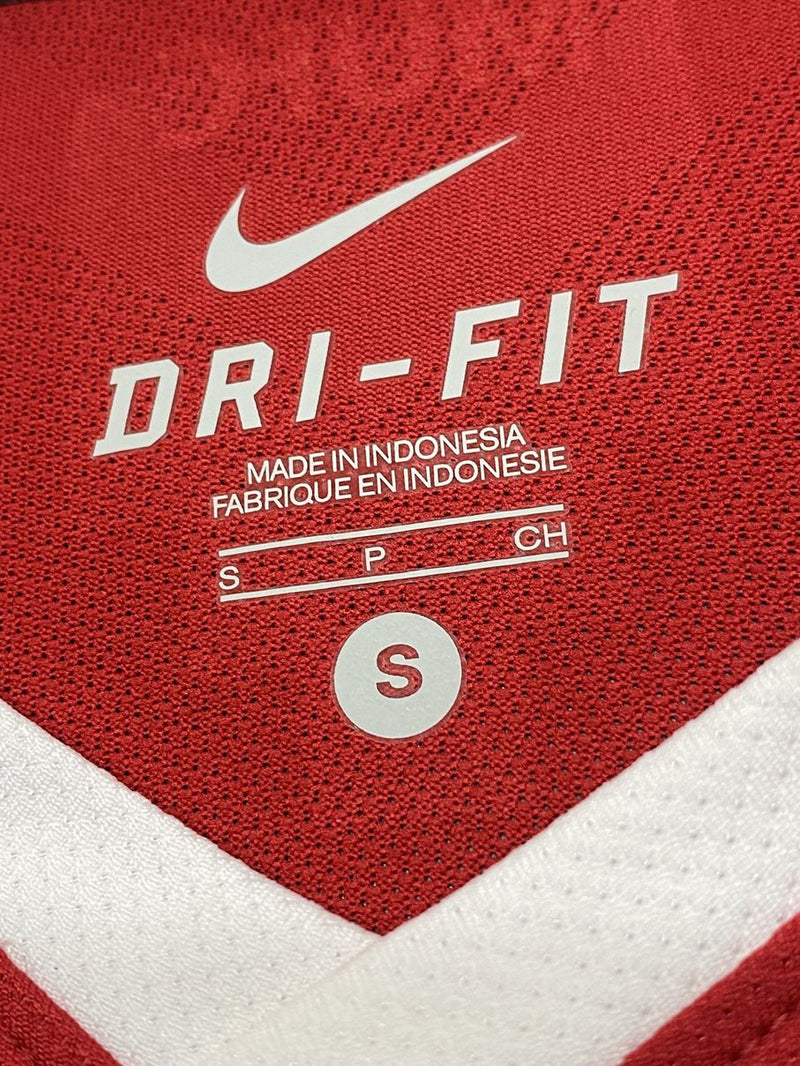 DRI-FIT
MADE IN INDONESIA
FABRIQUE EN INDONESIE
S P CH
S